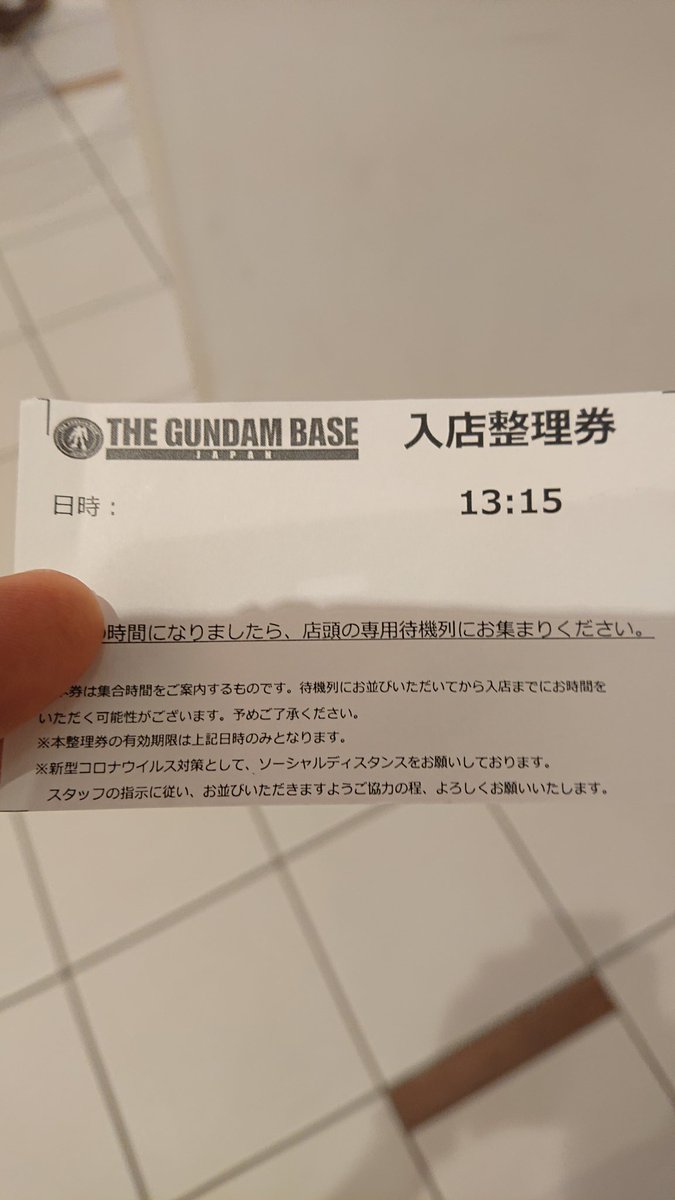 THE GUNDAM BASE
JAPAN
入店整理券
日時：
13:15
時間になりましたら、店頭の専用待機列にお集まりください。
券は集合時間をご案内するものです。待機列にお並びいただいてから入店までにお時間を
いただく可能性がございます。予めご了承ください。
※本整理券の有効期限は上記日時のみとなります。
※新型コロナウイルス対策として、ソーシャルディスタンスをお願いしております。
スタッフの指示に従い、お並びいただきますようご協力の程、よろしくお願いいたします。